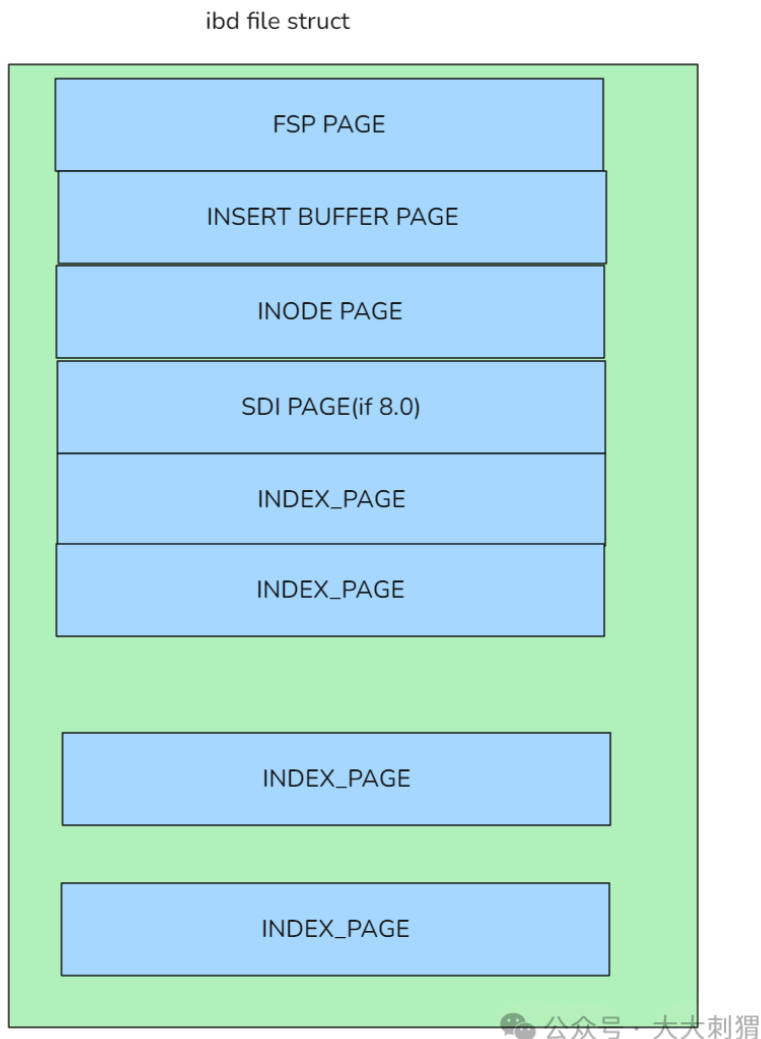 ibd file struct
FSP PAGE
INSERT BUFFER PAGE
INODE PAGE
SDI PAGE(if 8.0)
INDEX_PAGE
INDEX_PAGE
INDEX_PAGE
INDEX_PAGE
公众号 · 大大刺猬